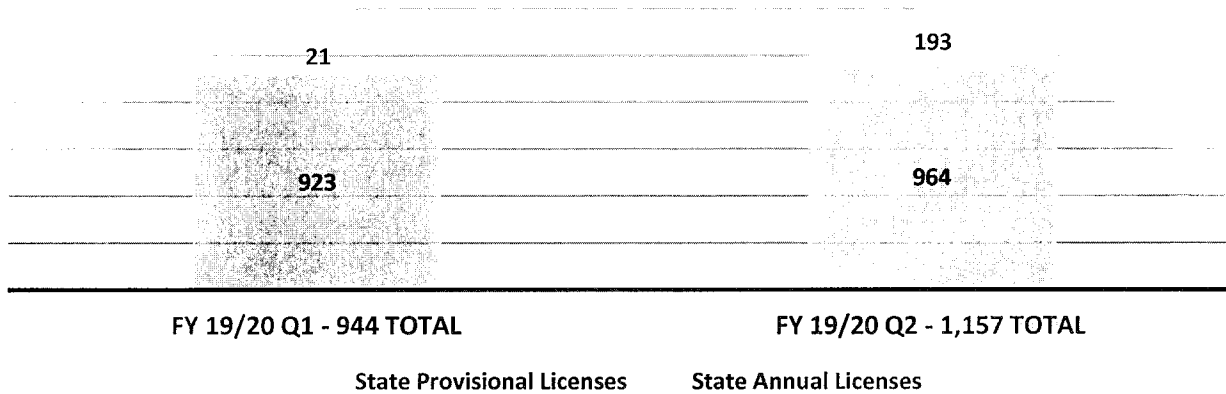 21
193
923
964
FY 19/20 Q1 - 944 TOTAL
FY 19/20 Q2 - 1,157 TOTAL
State Provisional Licenses
State Annual Licenses